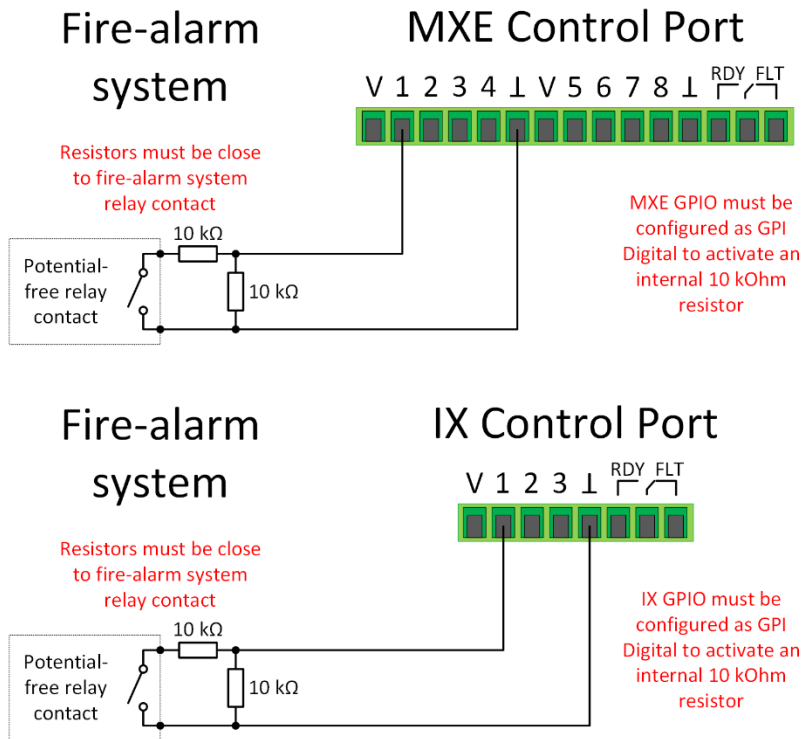 Fire-alarm
system
MXE Control Port
V 1 2 3 4 ⊥ V 5 6 7 8 ⊥ RDY FLT
Resistors must be close
to fire-alarm system
relay contact
MXE GPIO must be
configured as GPI
Digital to activate an
internal 10 kOhm
resistor
10 kΩ
10 kΩ
Potential-
free relay
contact
Fire-alarm
system
IX Control Port
V 1 2 3 ⊥ RDY FLT
Resistors must be close
to fire-alarm system
relay contact
IX GPIO must be
configured as GPI
Digital to activate an
internal 10 kOhm
resistor
10 kΩ
10 kΩ
Potential-
free relay
contact